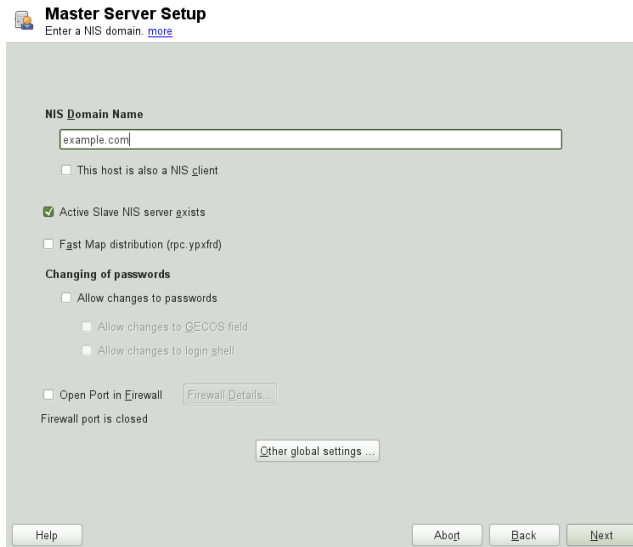 Master Server Setup
Enter a NIS domain. more
NIS Domain Name
example.com
This host is also a NIS client
Active Slave NIS server exists
Fast Map distribution (rpc.ypxfrd)
Changing of passwords
Allow changes to passwords
Allow changes to GECOS field
Allow changes to login shell
Open Port in Firewall Firewall Details...
Firewall port is closed
Other global settings ...
Help Abort Back Next